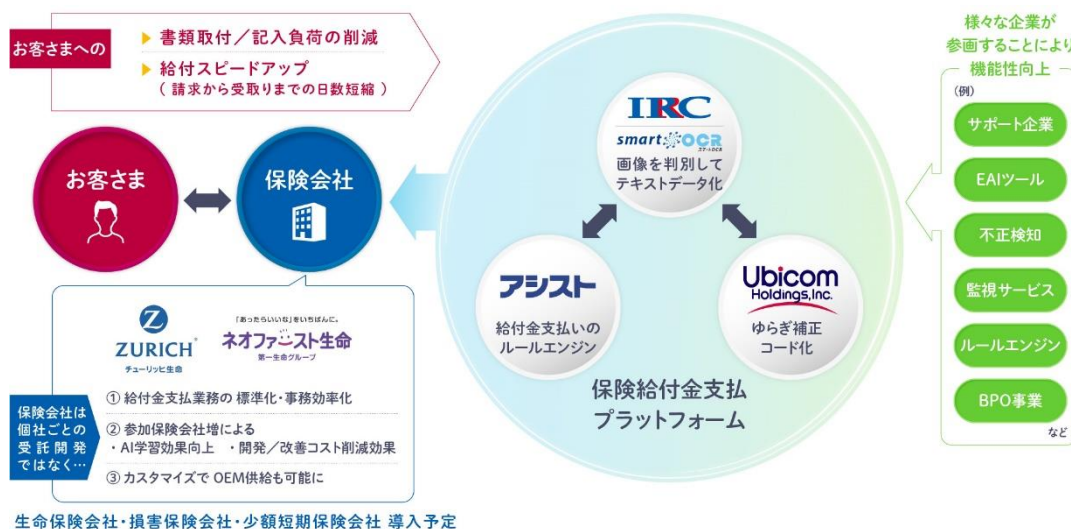 お客さまへの
書類取付／記入負荷の削減
給付スピードアップ
（請求から受取りまでの日数短縮）
お客さま
保険会社
IRC
smart OCR
スマートOCR
画像を判別して
テキストデータ化
アシスト
給付金支払いの
ルールエンジン
Ubicom
Holdings,Inc.
ゆらぎ補正
コード化
保険給付金支払
プラットフォーム
様々な企業が
参画することにより
機能性向上
（例）
サポート企業
EAIツール
不正検知
監視サービス
ルールエンジン
BPO事業
など
Z
ZURICH®
チューリッヒ生命
「あったらいいな」をいちばんに。
ネオファースト生命
第一生命グループ
保険会社は
個社ごとの
受託開発
ではなく…
① 給付金支払業務の 標準化・事務効率化
② 参加保険会社増による
・AI学習効果向上　・開発／改善コスト削減効果
③ カスタマイズで OEM供給も可能に
生命保険会社・損害保険会社・少額短期保険会社 導入予定